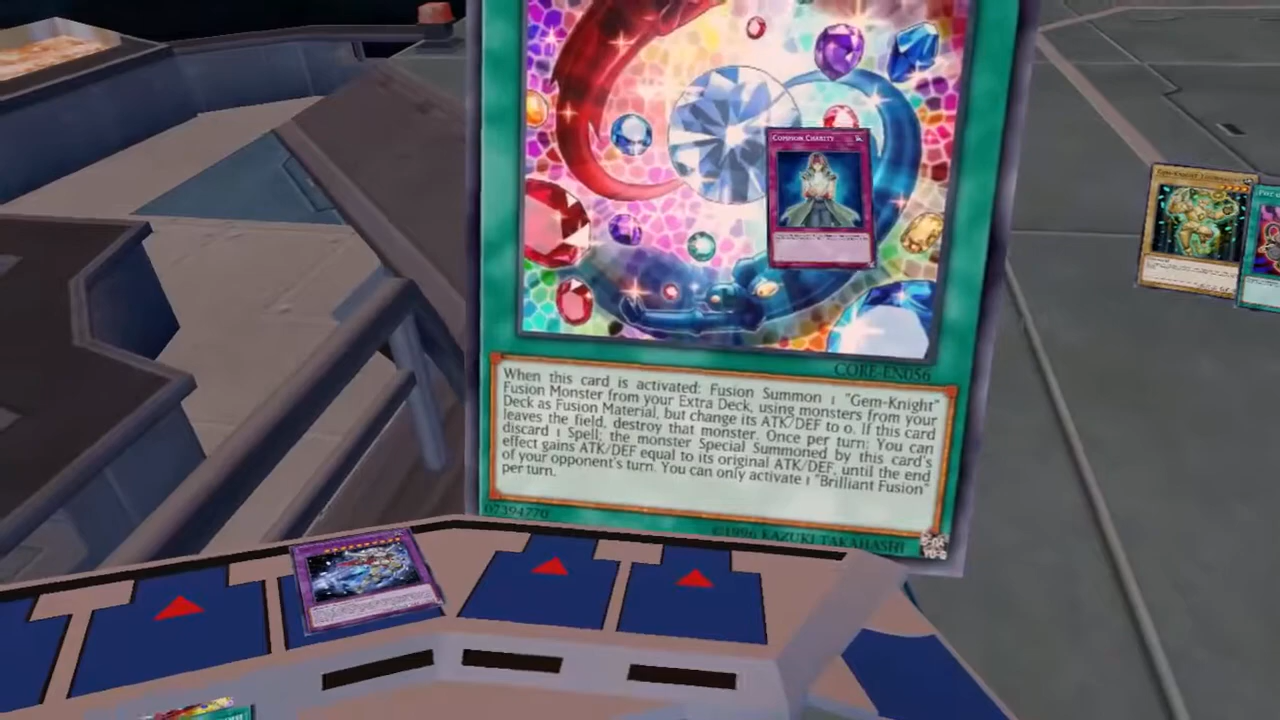 COMMON CHARITY
CORE-EN056
When this card is activated: Fusion Summon 1 "Gem-Knight"
Fusion Monster from your Extra Deck, using monsters from your
Deck as Fusion Material, but change its ATK/DEF to 0. If this card
leaves the field, destroy that monster. Once per turn: You can
discard 1 Spell; the monster Special Summoned by this card's
effect gains ATK/DEF equal to its original ATK/DEF, until the end
of your opponent's turn. You can only activate 1 "Brilliant Fusion"
per turn.
07394770
©1996 KAZUKI TAKAHASHI